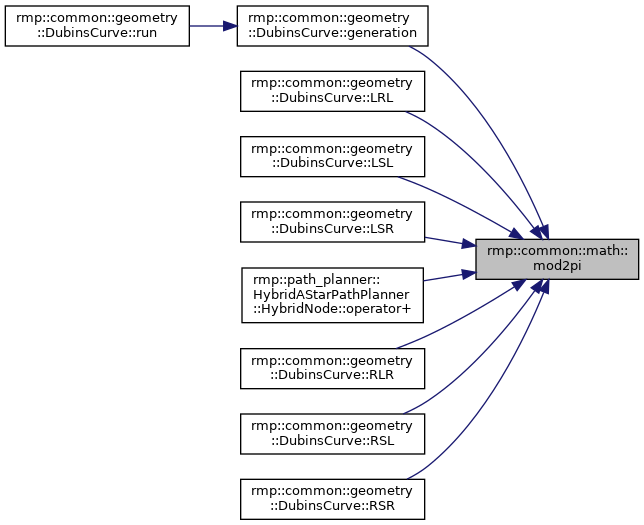 rmp::common::geometry
::DubinsCurve::run
rmp::common::geometry
::DubinsCurve::generation
rmp::common::geometry
::DubinsCurve::LRL
rmp::common::geometry
::DubinsCurve::LSL
rmp::common::geometry
::DubinsCurve::LSR
rmp::common::math::
mod2pi
rmp::path_planner::
HybridAStarPathPlanner
::HybridNode::operator+
rmp::common::geometry
::DubinsCurve::RLR
rmp::common::geometry
::DubinsCurve::RSL
rmp::common::geometry
::DubinsCurve::RSR